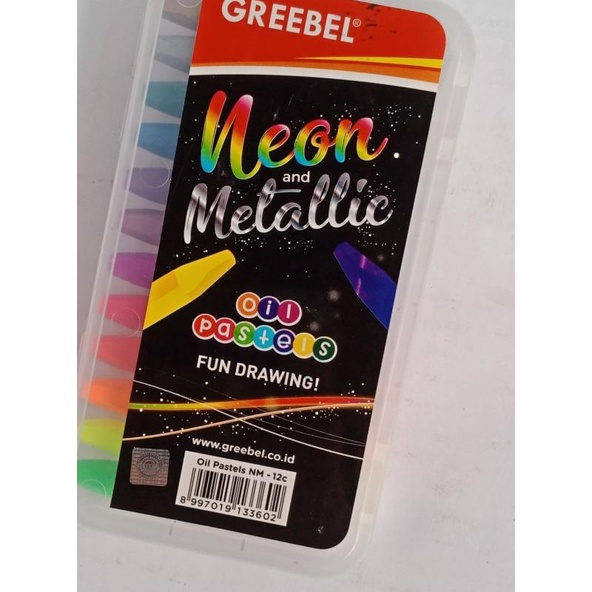 GREEBEL®
Neon
and
Metallic
Oil
pastels
FUN DRAWING!
www.greebel.co.id
Oil Pastels NM - 12c
8 997019 133602